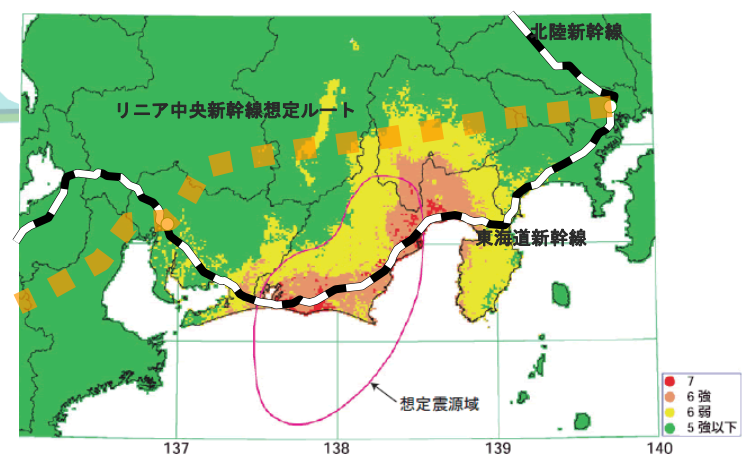 北陸新幹線
リニア中央新幹線想定ルート
東海道新幹線
想定震源域
7
6強
6弱
5強以下
137
138
139
140